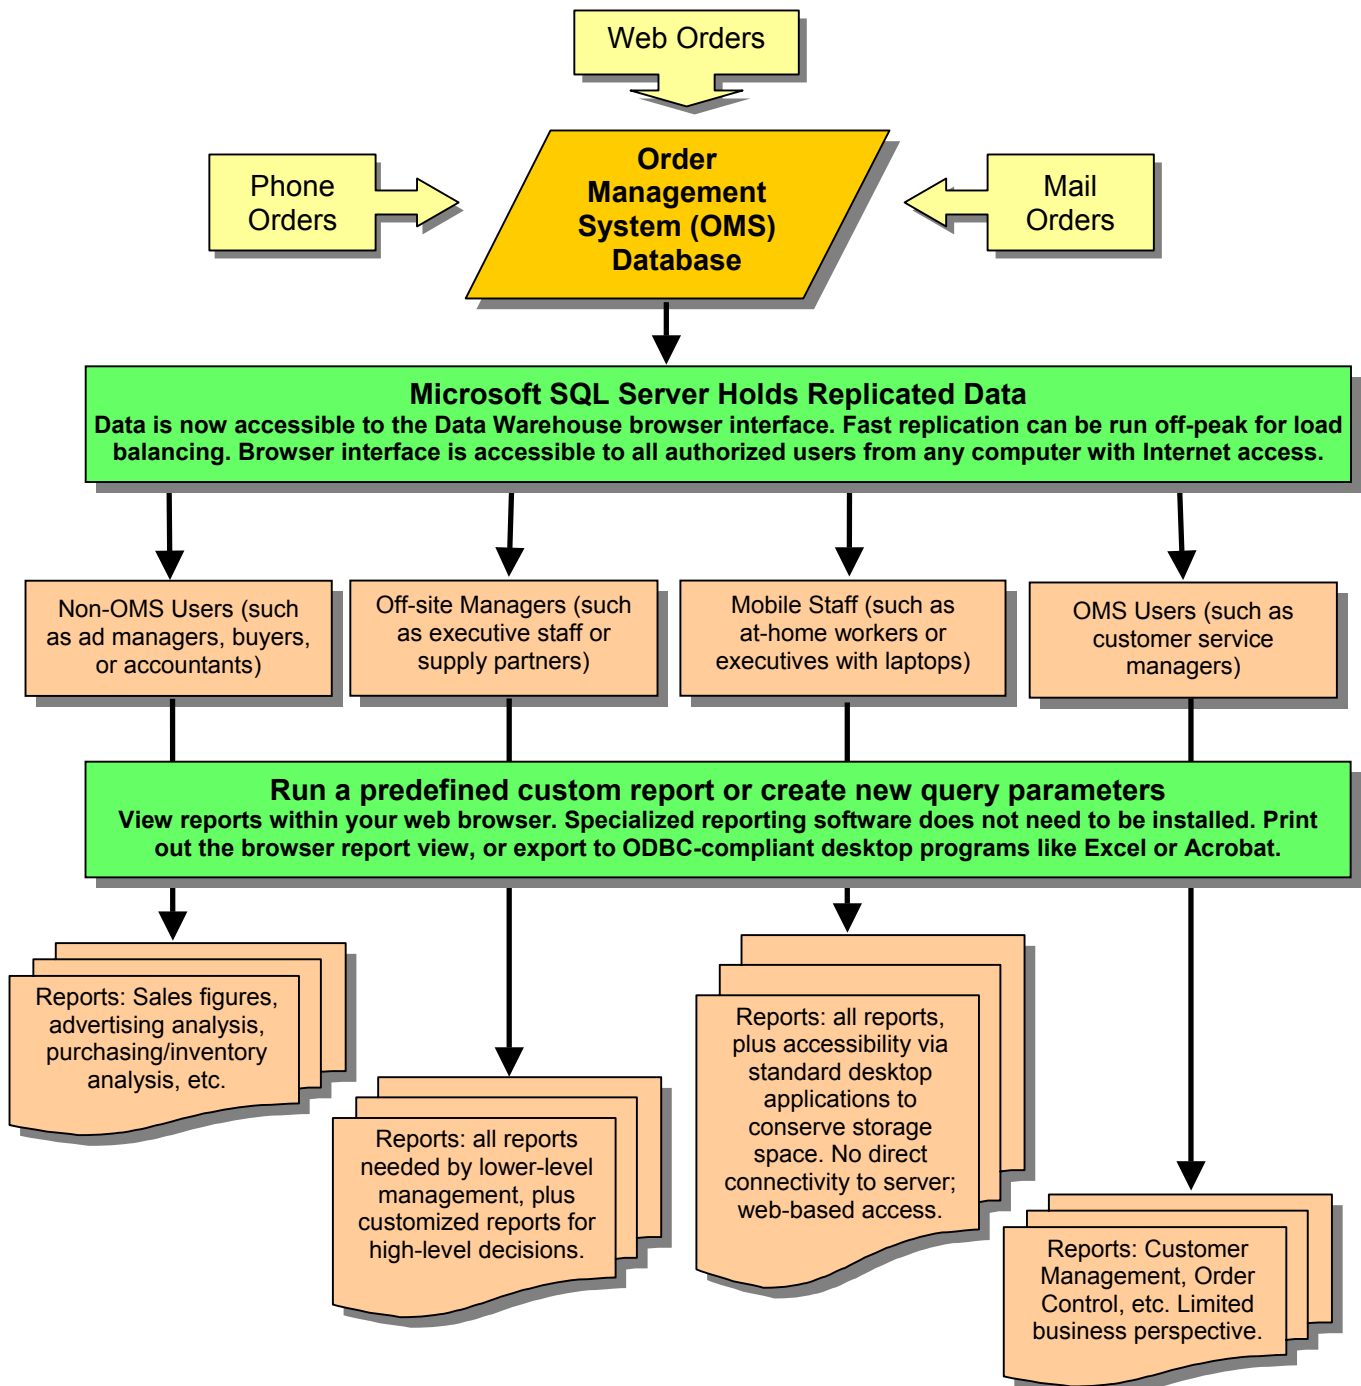 Web Orders
Phone
Orders
Order
Management
System (OMS)
Database
Mail
Orders
Microsoft SQL Server Holds Replicated Data
Data is now accessible to the Data Warehouse browser interface. Fast replication can be run off-peak for load
balancing. Browser interface is accessible to all authorized users from any computer with Internet access.
Non-OMS Users (such
as ad managers, buyers,
or accountants)
Off-site Managers (such
as executive staff or
supply partners)
Mobile Staff (such as
at-home workers or
executives with laptops)
OMS Users (such as
customer service
managers)
Run a predefined custom report or create new query parameters
View reports within your web browser. Specialized reporting software does not need to be installed. Print
out the browser report view, or export to ODBC-compliant desktop programs like Excel or Acrobat.
Reports: Sales figures,
advertising analysis,
purchasing/inventory
analysis, etc.
Reports: all reports
needed by lower-level
management, plus
customized reports for
high-level decisions.
Reports: all reports,
plus accessibility via
standard desktop
applications to
conserve storage
space. No direct
connectivity to server;
web-based access.
Reports: Customer
Management, Order
Control, etc. Limited
business perspective.